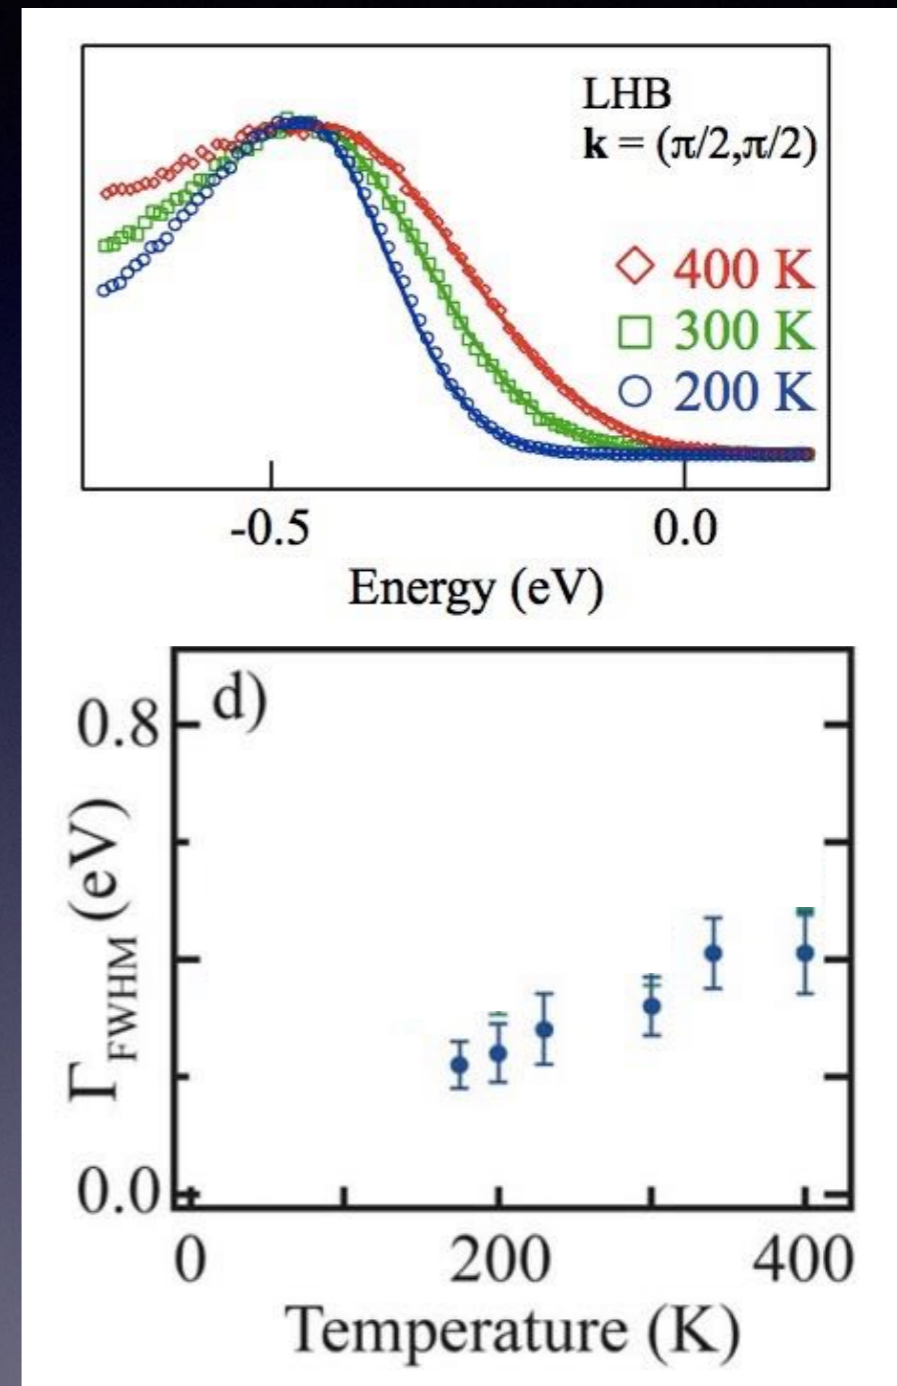 LHB
k = (π/2,π/2)
400 K
300 K
200 K
-0.5 0.0
Energy (eV)
d)
0.8
ΓFWHM (eV)
0.0
0 200 400
Temperature (K)